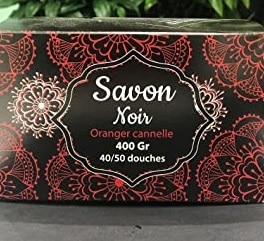 Savon
Noir
Oranger cannelle
400 Gr
40/50 douches